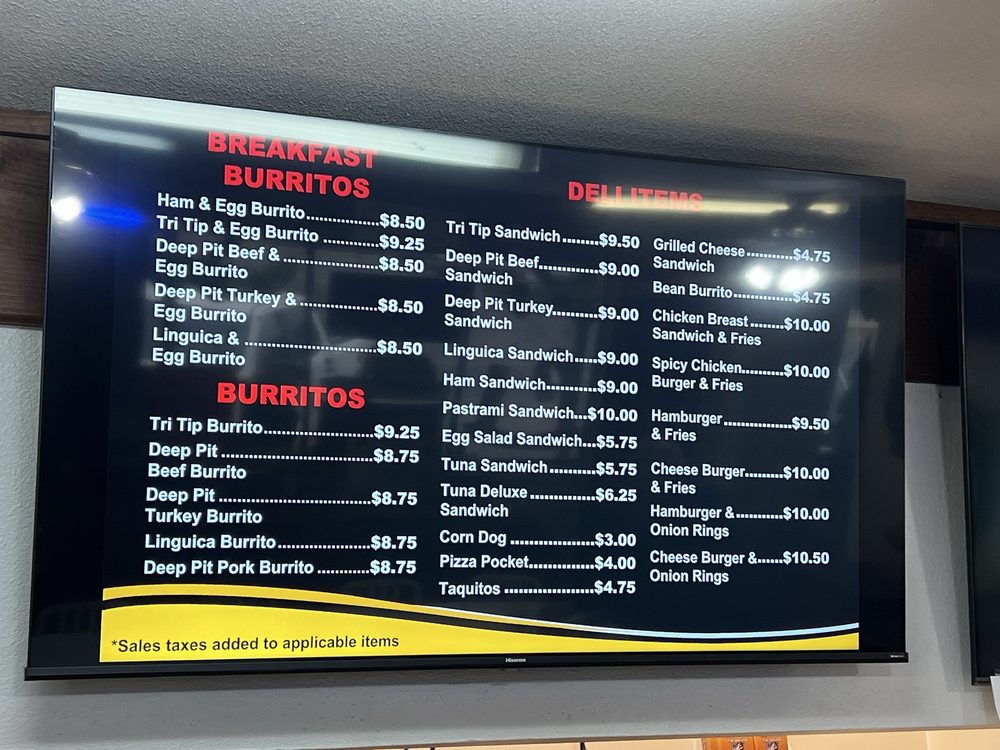 BREAKFAST
BURRITOS
Ham & Egg Burrito................$8.50
Tri Tip & Egg Burrito ............$9.25
Deep Pit Beef & ..................$8.50
Egg Burrito
Deep Pit Turkey & ...............$8.50
Egg Burrito
Linguica & .........................$8.50
Egg Burrito
BURRITOS
Tri Tip Burrito.....................$9.25
Deep Pit .............................$8.75
Beef Burrito
Deep Pit .............................$8.75
Turkey Burrito
Linguica Burrito..................$8.75
Deep Pit Pork Burrito ...........$8.75
DELI ITEMS
Tri Tip Sandwich........$9.50
Deep Pit Beef.............$9.00
Sandwich
Deep Pit Turkey..........$9.00
Sandwich
Linguica Sandwich.....$9.00
Ham Sandwich...........$9.00
Pastrami Sandwich...$10.00
Egg Salad Sandwich...$5.75
Tuna Sandwich..........$5.75
Tuna Deluxe .............$6.25
Sandwich
Corn Dog .................$3.00
Pizza Pocket.............$4.00
Taquitos ..................$4.75
Grilled Cheese...........$4.75
Sandwich
Bean Burrito.............$4.75
Chicken Breast........$10.00
Sandwich & Fries
Spicy Chicken..........$10.00
Burger & Fries
Hamburger...............$9.50
& Fries
Cheese Burger.........$10.00
& Fries
Hamburger &...........$10.00
Onion Rings
Cheese Burger &......$10.50
Onion Rings
*Sales taxes added to applicable items
Hisense